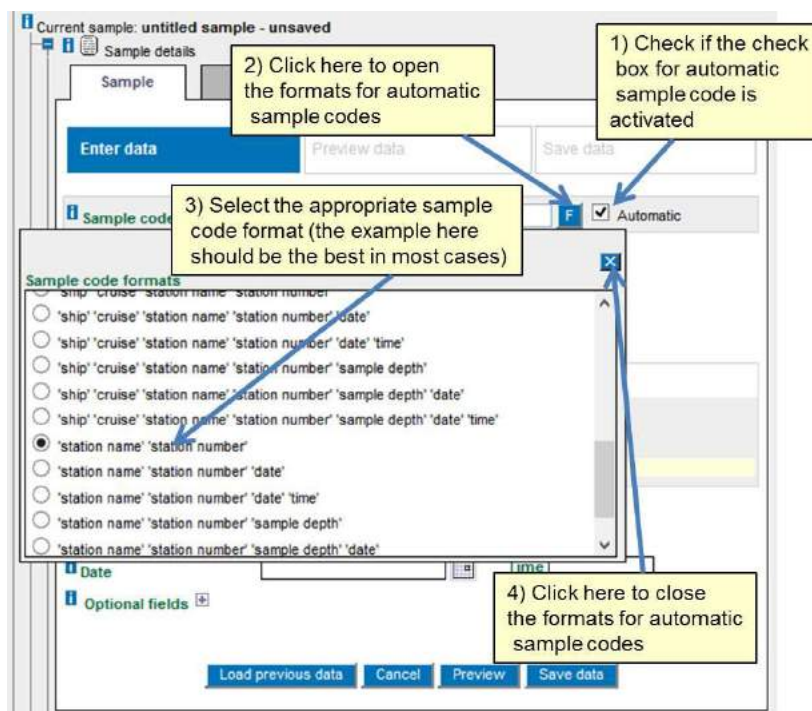 Current sample: untitled sample - unsaved
Sample details
Sample
2) Click here to open
the formats for automatic
sample codes
1) Check if the check
box for automatic
sample code is
activated
Enter data
Preview data
Save data
Sample code
3) Select the appropriate sample
code format (the example here
should be the best in most cases)
F
Automatic
Sample code formats
'ship' 'cruise' 'station name' 'station number'
'ship' 'cruise' 'station name' 'station number' 'date'
'ship' 'cruise' 'station name' 'station number' 'date' 'time'
'ship' 'cruise' 'station name' 'station number' 'sample depth'
'ship' 'cruise' 'station name' 'station number' 'sample depth' 'date'
'ship' 'cruise' 'station name' 'station number' 'sample depth' 'date' 'time'
'station name' 'station number'
'station name' 'station number' 'date'
'station name' 'station number' 'date' 'time'
'station name' 'station number' 'sample depth'
'station name' 'station number' 'sample depth' 'date'
Date
Time
Optional fields
4) Click here to close
the formats for automatic
sample codes
Load previous data
Cancel
Preview
Save data